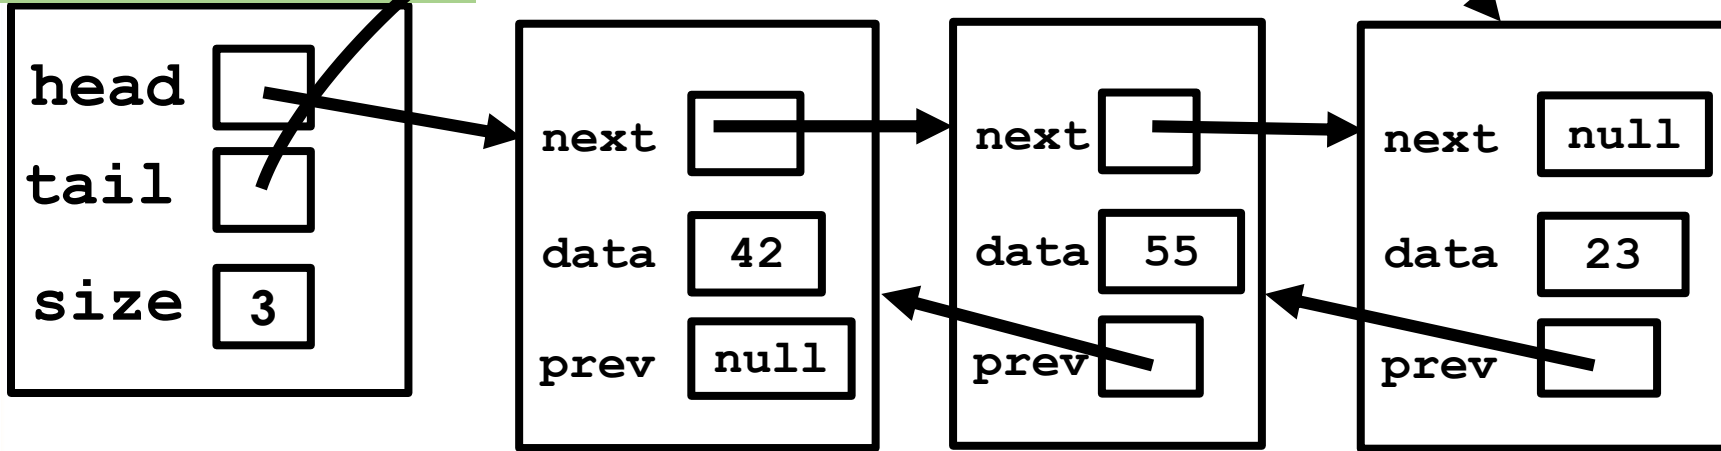 head
tail
size 3
next
data 42
prev null
next
data 55
prev
next null
data 23
prev